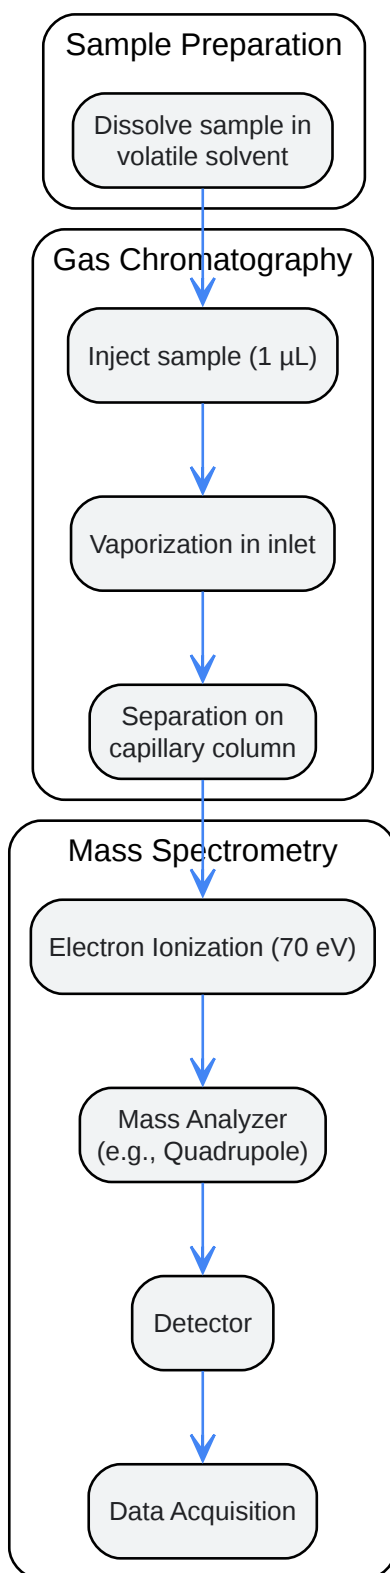 Sample Preparation
Dissolve sample in
volatile solvent
Gas Chromatography
Inject sample (1 µL)
Vaporization in inlet
Separation on
capillary column
Mass Spectrometry
Electron Ionization (70 eV)
Mass Analyzer
(e.g., Quadrupole)
Detector
Data Acquisition